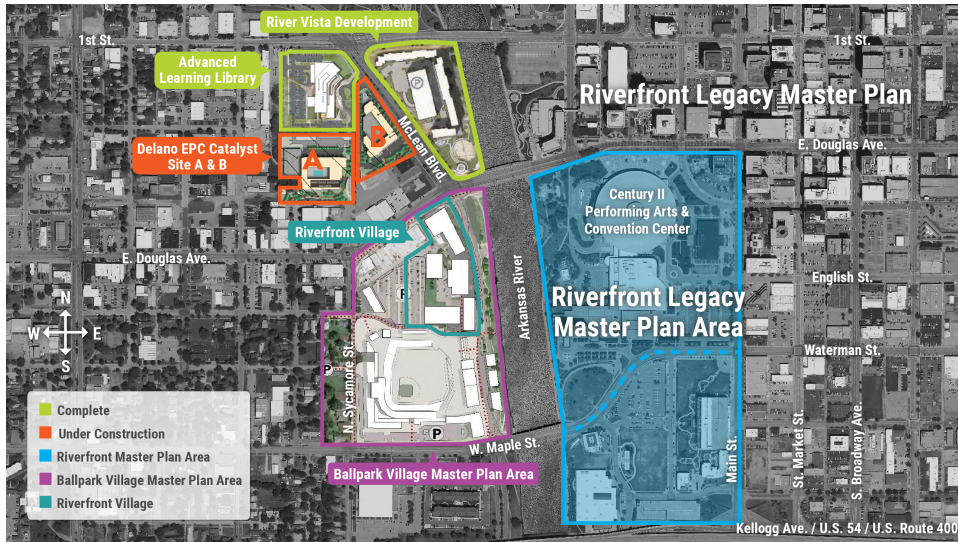 River Vista Development
1st St.
1st St.
Advanced
Learning Library
P
Riverfront Legacy Master Plan
Delano EPC Catalyst
Site A & B
A
B
McLean Blvd.
E. Douglas Ave.
Century II
Performing Arts &
Convention Center
Riverfront Village
E. Douglas Ave.
Arkansas River
English St.
P
Riverfront Legacy
Master Plan Area
N
W
E
S
Waterman St.
N. Sycamore St.
P
Complete
Under Construction
Riverfront Master Plan Area
Ballpark Village Master Plan Area
Riverfront Village
P
W. Maple St.
Ballpark Village Master Plan Area
Main St.
St. Market St.
S. Broadway Ave.
Kellogg Ave. / U.S. 54 / U.S. Route 400